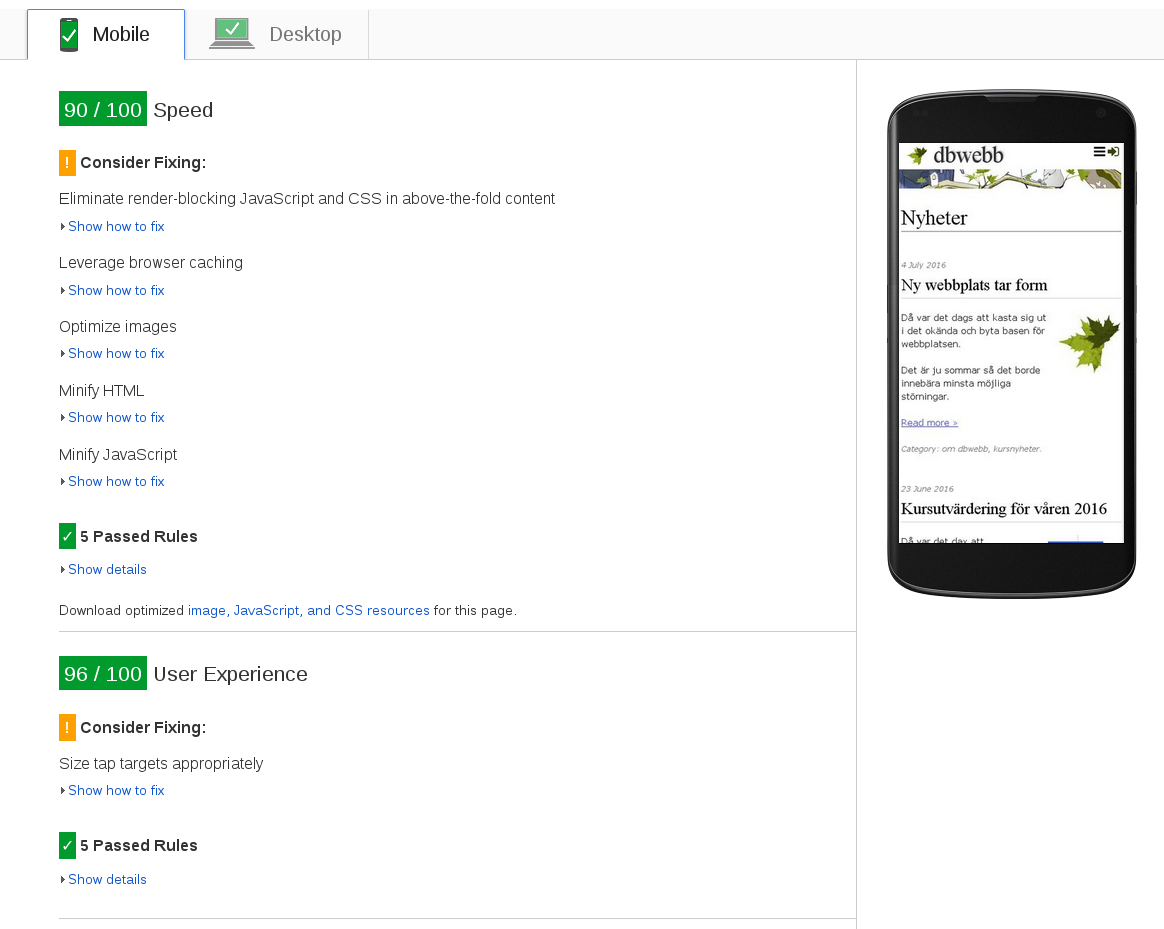 Mobile
Desktop
90 / 100 Speed
! Consider Fixing:
Eliminate render-blocking JavaScript and CSS in above-the-fold content
Show how to fix
Leverage browser caching
Show how to fix
Optimize images
Show how to fix
Minify HTML
Show how to fix
Minify JavaScript
Show how to fix
✓ 5 Passed Rules
Show details
Download optimized image, JavaScript, and CSS resources for this page.
96 / 100 User Experience
! Consider Fixing:
Size tap targets appropriately
Show how to fix
✓ 5 Passed Rules
Show details
dbwebb
Nyheter
4 July 2016
Ny webbplats tar form
Då var det dags att kasta sig ut
i det okända och byta basen för
webbplatsen.
Det är ju sommar så det borde
innebära minsta möjliga
störningar.
Read more »
Category: om dbwebb, kursnyheter.
23 June 2016
Kursutvärdering för våren 2016
Då var det dax att